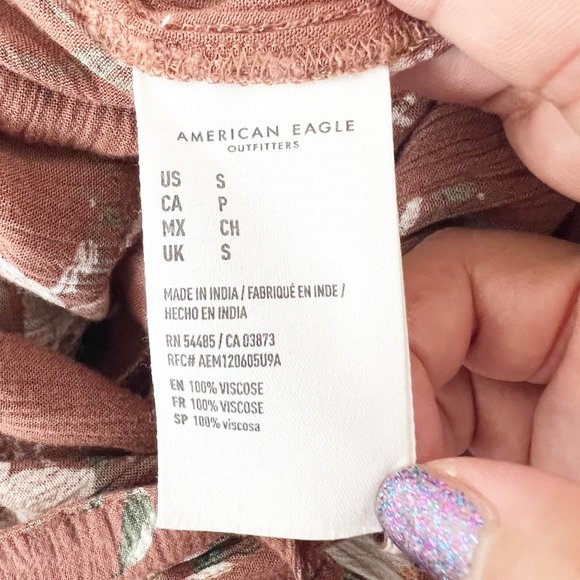 AMERICAN EAGLE
OUTFITTERS
US S
CA P
MX CH
UK S
MADE IN INDIA / FABRIQUÉ EN INDE /
HECHO EN INDIA
RN 54485 / CA 03873
RFC# AEM120605U9A
EN 100% VISCOSE
FR 100% VISCOSE
SP 100% viscosa